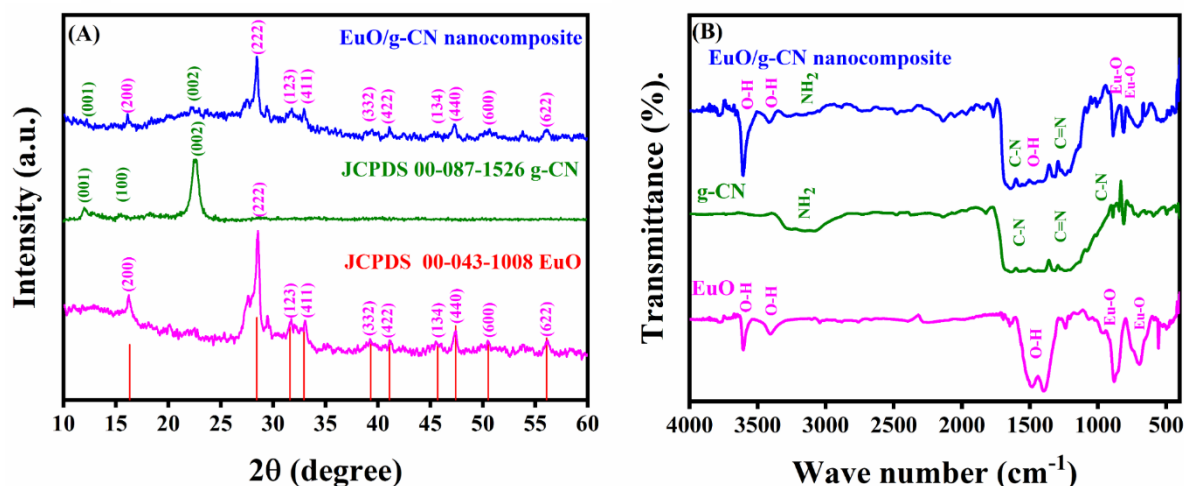 (A)
EuO/g-CN nanocomposite
(222)
(001)
(200)
(002)
(123)
(411)
(332)
(422)
(134)
(440)
(600)
(622)
JCPDS 00-087-1526 g-CN
(001)
(100)
(002)
JCPDS 00-043-1008 EuO
(200)
(222)
(123)
(411)
(332)
(422)
(134)
(440)
(600)
(622)
Intensity (a.u.)
10 15 20 25 30 35 40 45 50 55 60
2θ (degree)
(B)
EuO/g-CN nanocomposite
O-H
O-H
NH2
C-N
O-H
C=N
Eu-O
Eu-O
g-CN
NH2
C-N
C=N
C-N
EuO
O-H
O-H
O-H
Eu-O
Eu-O
Transmittance (%).
4000 3500 3000 2500 2000 1500 1000 500
Wave number (cm-1)